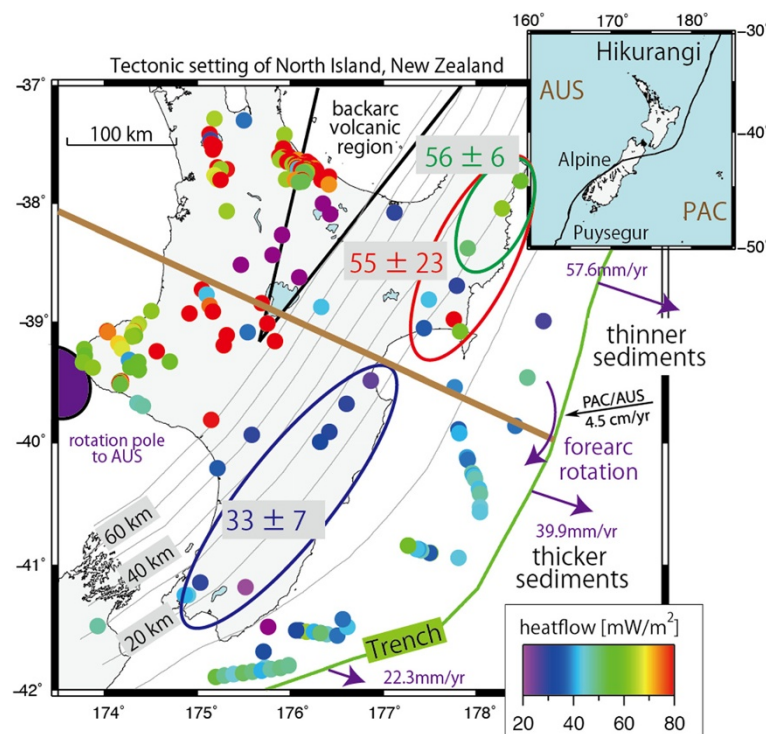 Tectonic setting of North Island, New Zealand
160
170
180
-30
-40
-50
Hikurangi
AUS
Alpine
PAC
Puysegur
-37
-38
-39
-40
-41
-42
100 km
backarc
volcanic
region
56 ± 6
55 ± 23
57.6mm/yr
thinner
sediments
PAC/AUS
4.5 cm/yr
rotation pole
to AUS
forearc
rotation
33 ± 7
39.9mm/yr
thicker
sediments
60 km
40 km
20 km
Trench
22.3mm/yr
heatflow [mW/m²]
20
40
60
80
174
175
176
177
178